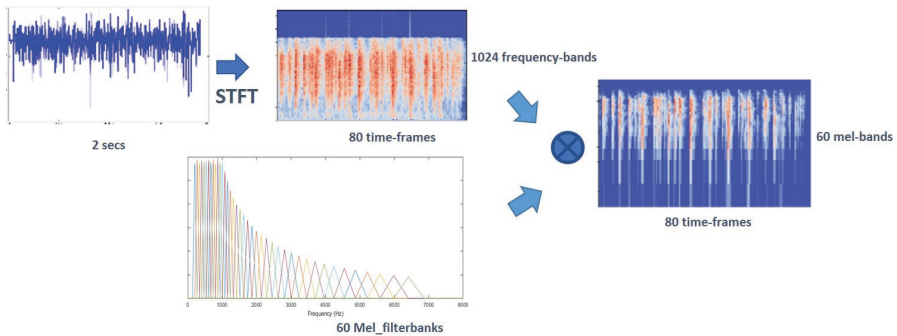 1024 frequency-bands
STFT
60 mel-bands
2 secs
80 time-frames
80 time-frames
0 1000 2000 3000 4000 5000 6000 7000 8000
Frequency (Hz)
60 Mel_filterbanks